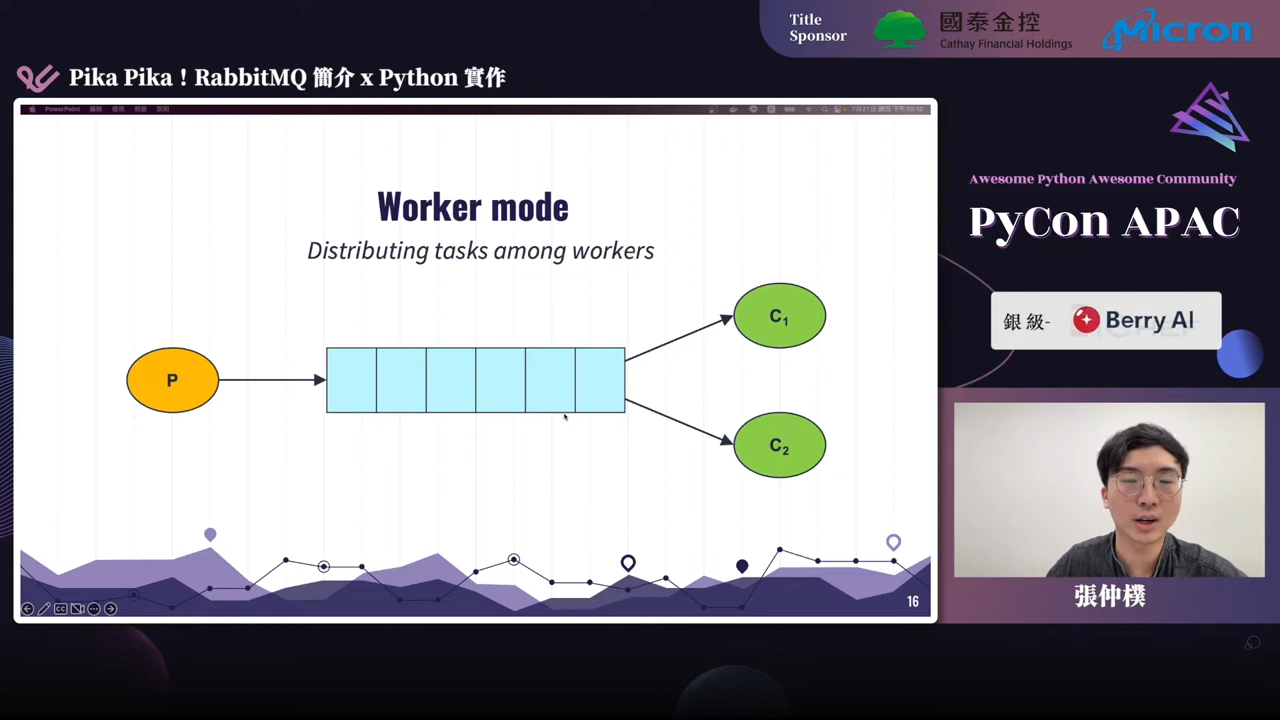 Title
Sponsor
國泰金控
Cathay Financial Holdings
Micron
Pika Pika！RabbitMQ 簡介 x Python 實作
PowerPoint
Worker mode
Distributing tasks among workers
P
C1
C2
16
Awesome Python Awesome Community
PyCon APAC
銀級-
Berry AI
張仲樸